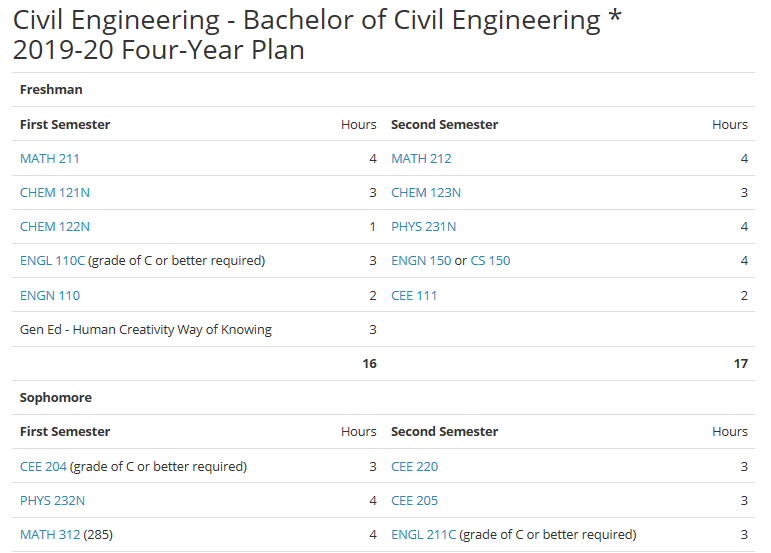 Civil Engineering - Bachelor of Civil Engineering *
2019-20 Four-Year Plan
Freshman
First Semester Hours Second Semester Hours
MATH 211 4 MATH 212 4
CHEM 121N 3 CHEM 123N 3
CHEM 122N 1 PHYS 231N 4
ENGL 110C (grade of C or better required) 3 ENGN 150 or CS 150 4
ENGN 110 2 CEE 111 2
Gen Ed - Human Creativity Way of Knowing 3
16 17
Sophomore
First Semester Hours Second Semester Hours
CEE 204 (grade of C or better required) 3 CEE 220 3
PHYS 232N 4 CEE 205 3
MATH 312 (285) 4 ENGL 211C (grade of C or better required) 3